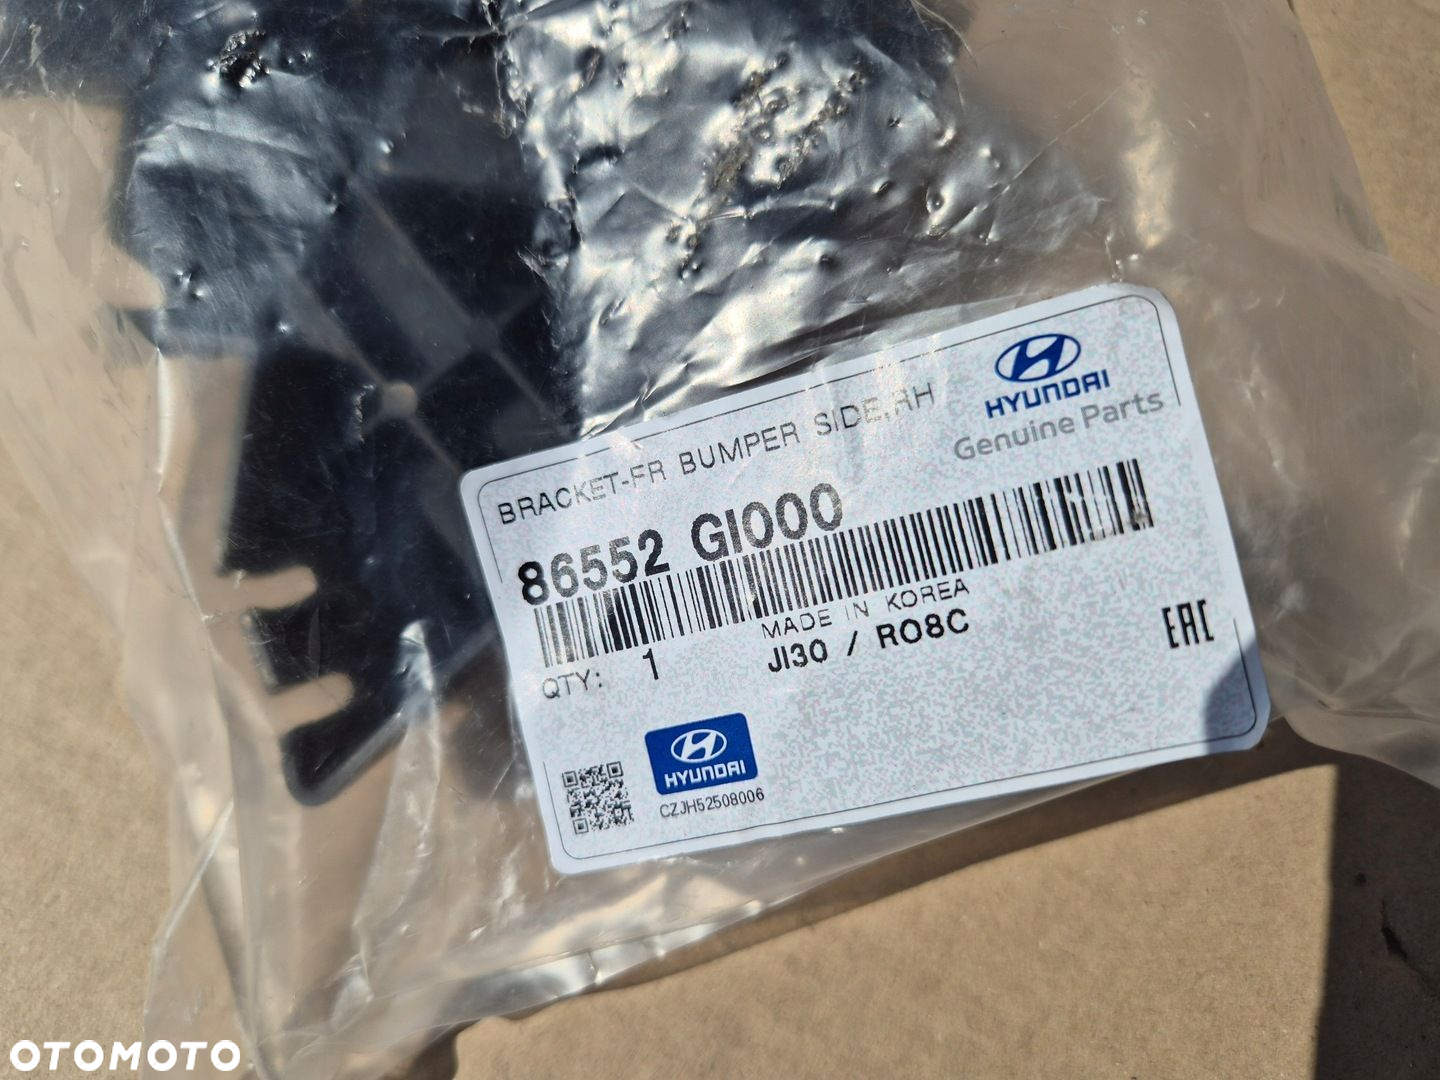 HYUNDAI
Genuine Parts
BRACKET-FR BUMPER SIDE,RH
86552 GI000
MADE IN KOREA
QTY: 1
JI30 / R08C
EAC
HYUNDAI
CZJH52508006
OTOMOTO